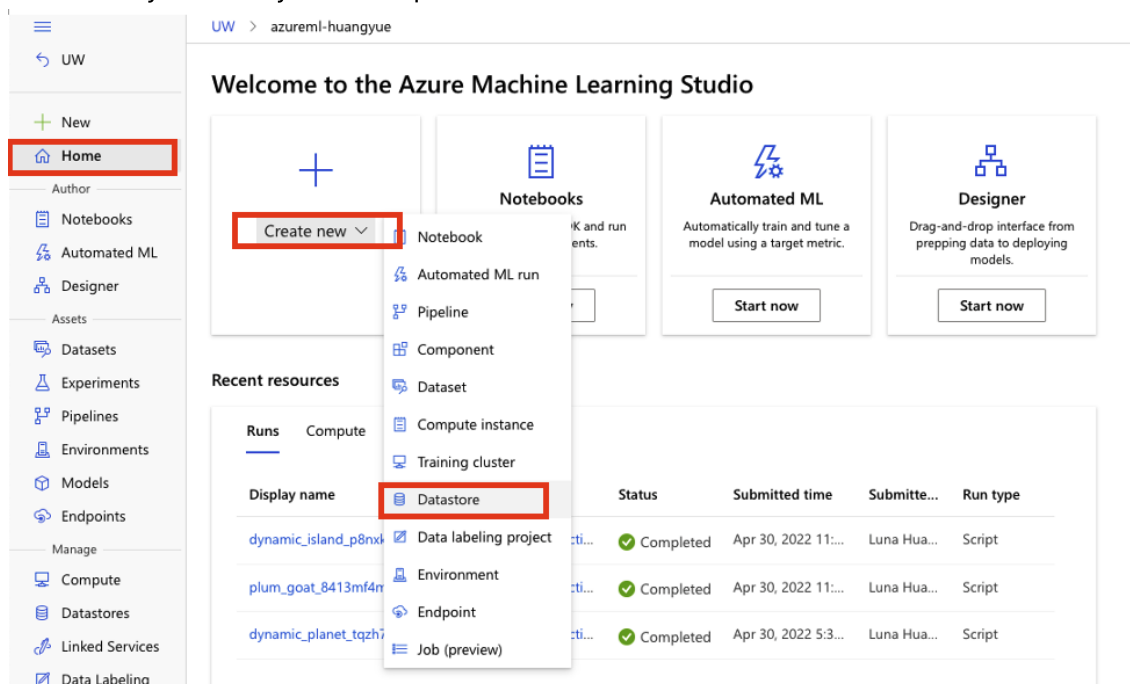 UW > azureml-huangyue
UW
Welcome to the Azure Machine Learning Studio
New
Home
Author
Notebooks
Automated ML
Designer
Assets
Datasets
Experiments
Pipelines
Environments
Models
Endpoints
Manage
Compute
Datastores
Linked Services
Data Labeling
Create new
Notebook
Automated ML run
Pipeline
Component
Dataset
Compute instance
Training cluster
Datastore
Data labeling project
Environment
Endpoint
Job (preview)
Notebooks
and run
Automated ML
Automatically train and tune a
model using a target metric.
Start now
Designer
Drag-and-drop interface from
prepping data to deploying
models.
Start now
Recent resources
Runs Compute
Display name Status Submitted time Submitte... Run type
dynamic_island_p8nxk Completed Apr 30, 2022 11:... Luna Hua... Script
plum_goat_8413mf4m Completed Apr 30, 2022 11:... Luna Hua... Script
dynamic_planet_tqzh7 Completed Apr 30, 2022 5:3... Luna Hua... Script